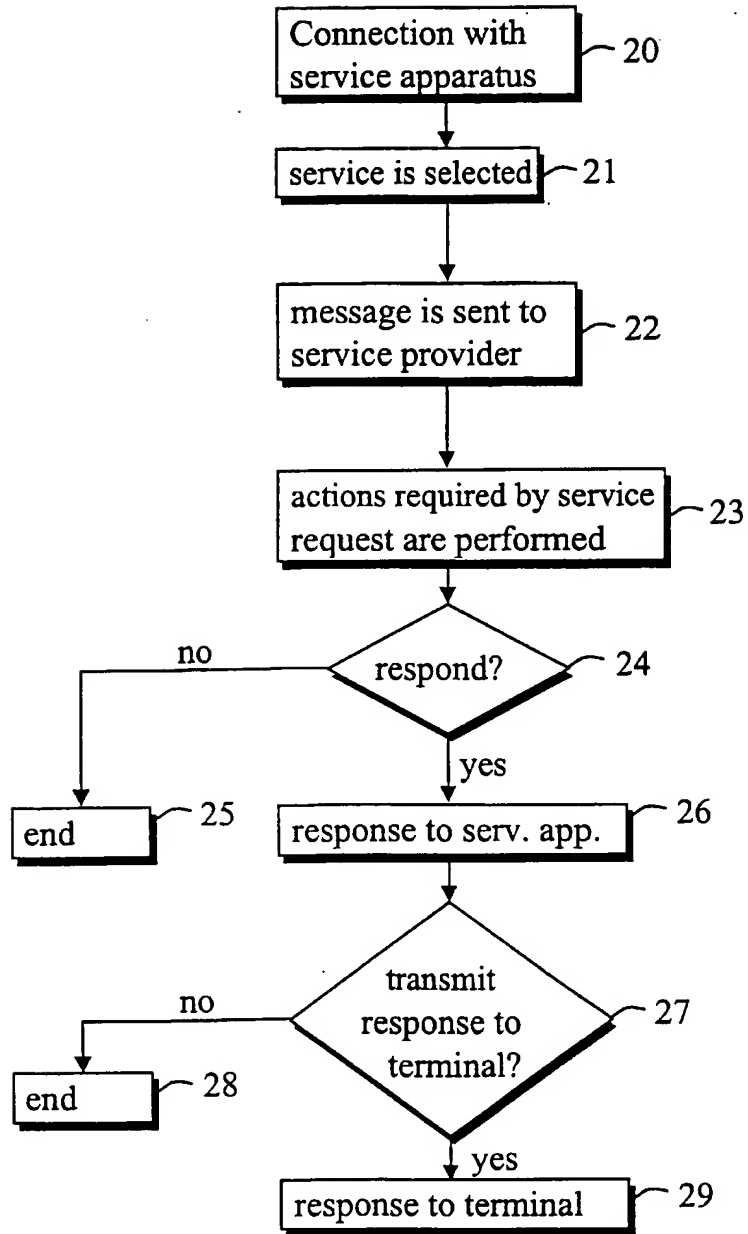 Connection with
service apparatus
20
service is selected
21
message is sent to
service provider
22
actions required by service
request are performed
23
respond?
24
no
yes
end
25
response to serv. app.
26
transmit
response to
terminal?
27
no
end
28
yes
response to terminal
29